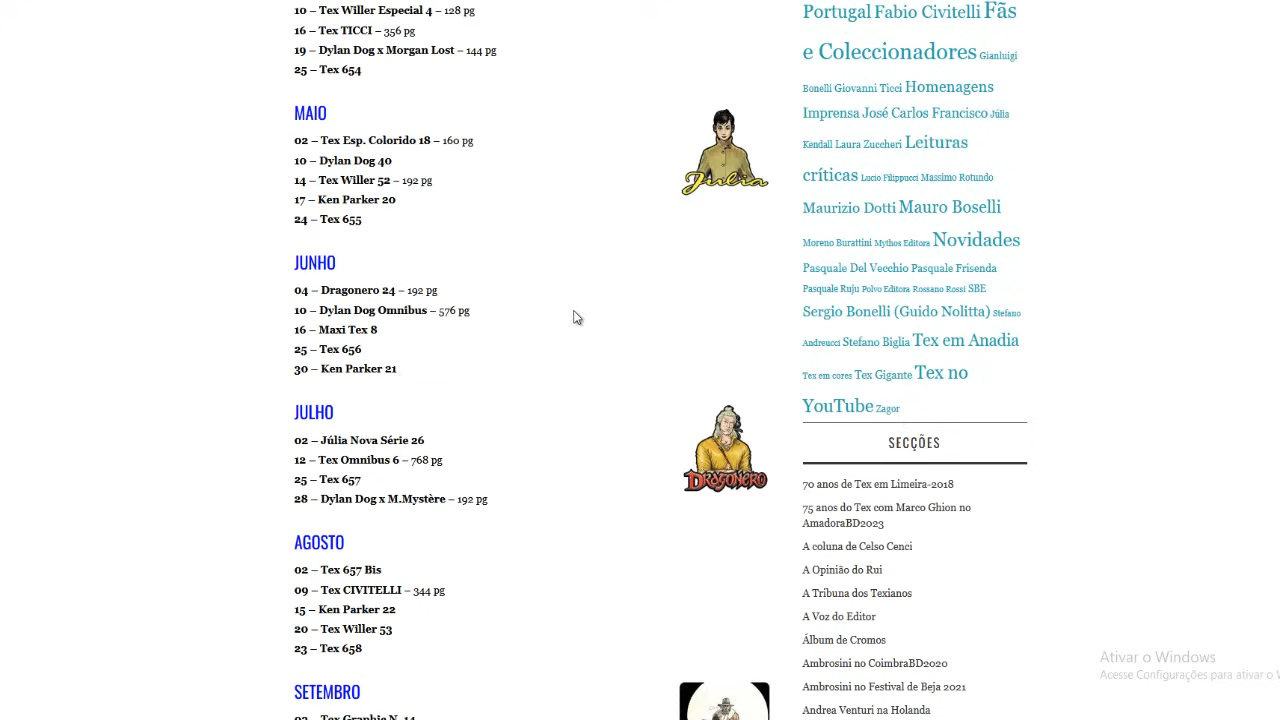 10 – Tex Willer Especial 4 – 128 pg
16 – Tex TICCI – 356 pg
19 – Dylan Dog x Morgan Lost – 144 pg
25 – Tex 654
MAIO
02 – Tex Esp. Colorido 18 – 160 pg
10 – Dylan Dog 40
14 – Tex Willer 52 – 192 pg
17 – Ken Parker 20
24 – Tex 655
JUNHO
04 – Dragonero 24 – 192 pg
10 – Dylan Dog Omnibus – 576 pg
16 – Maxi Tex 8
25 – Tex 656
30 – Ken Parker 21
JULHO
02 – Júlia Nova Série 26
12 – Tex Omnibus 6 – 768 pg
25 – Tex 657
28 – Dylan Dog x M.Mystère – 192 pg
AGOSTO
02 – Tex 657 Bis
09 – Tex CIVITELLI – 344 pg
15 – Ken Parker 22
20 – Tex Willer 53
23 – Tex 658
SETEMBRO
03 – Tex Graphic N. 14
Julia
DRAGONERO
Portugal Fabio Civitelli Fãs
e Coleccionadores Gianluigi
Bonelli Giovanni Ticci Homenagens
Imprensa José Carlos Francisco Júlia
Kendall Laura Zuccheri Leituras
críticas Lucio Filippucci Massimo Rotundo
Maurizio Dotti Mauro Boselli
Moreno Burattini Mythos Editora Novidades
Pasquale Del Vecchio Pasquale Frisenda
Pasquale Ruju Polvo Editora Rossano Rossi SBE
Sergio Bonelli (Guido Nolitta) Stefano
Andreucci Stefano Biglia Tex em Anadia
Tex em cores Tex Gigante Tex no
YouTube Zagor
SECÇÕES
70 anos de Tex em Limeira-2018
75 anos do Tex com Marco Ghion no
AmadoraBD2023
A coluna de Celso Cenci
A Opinião do Rui
A Tribuna dos Texianos
A Voz do Editor
Álbum de Cromos
Ambrosini no CoimbraBD2020
Ambrosini no Festival de Beja 2021
Andrea Venturi na Holanda
Ativar o Windows
Acesse Configurações para ativar o